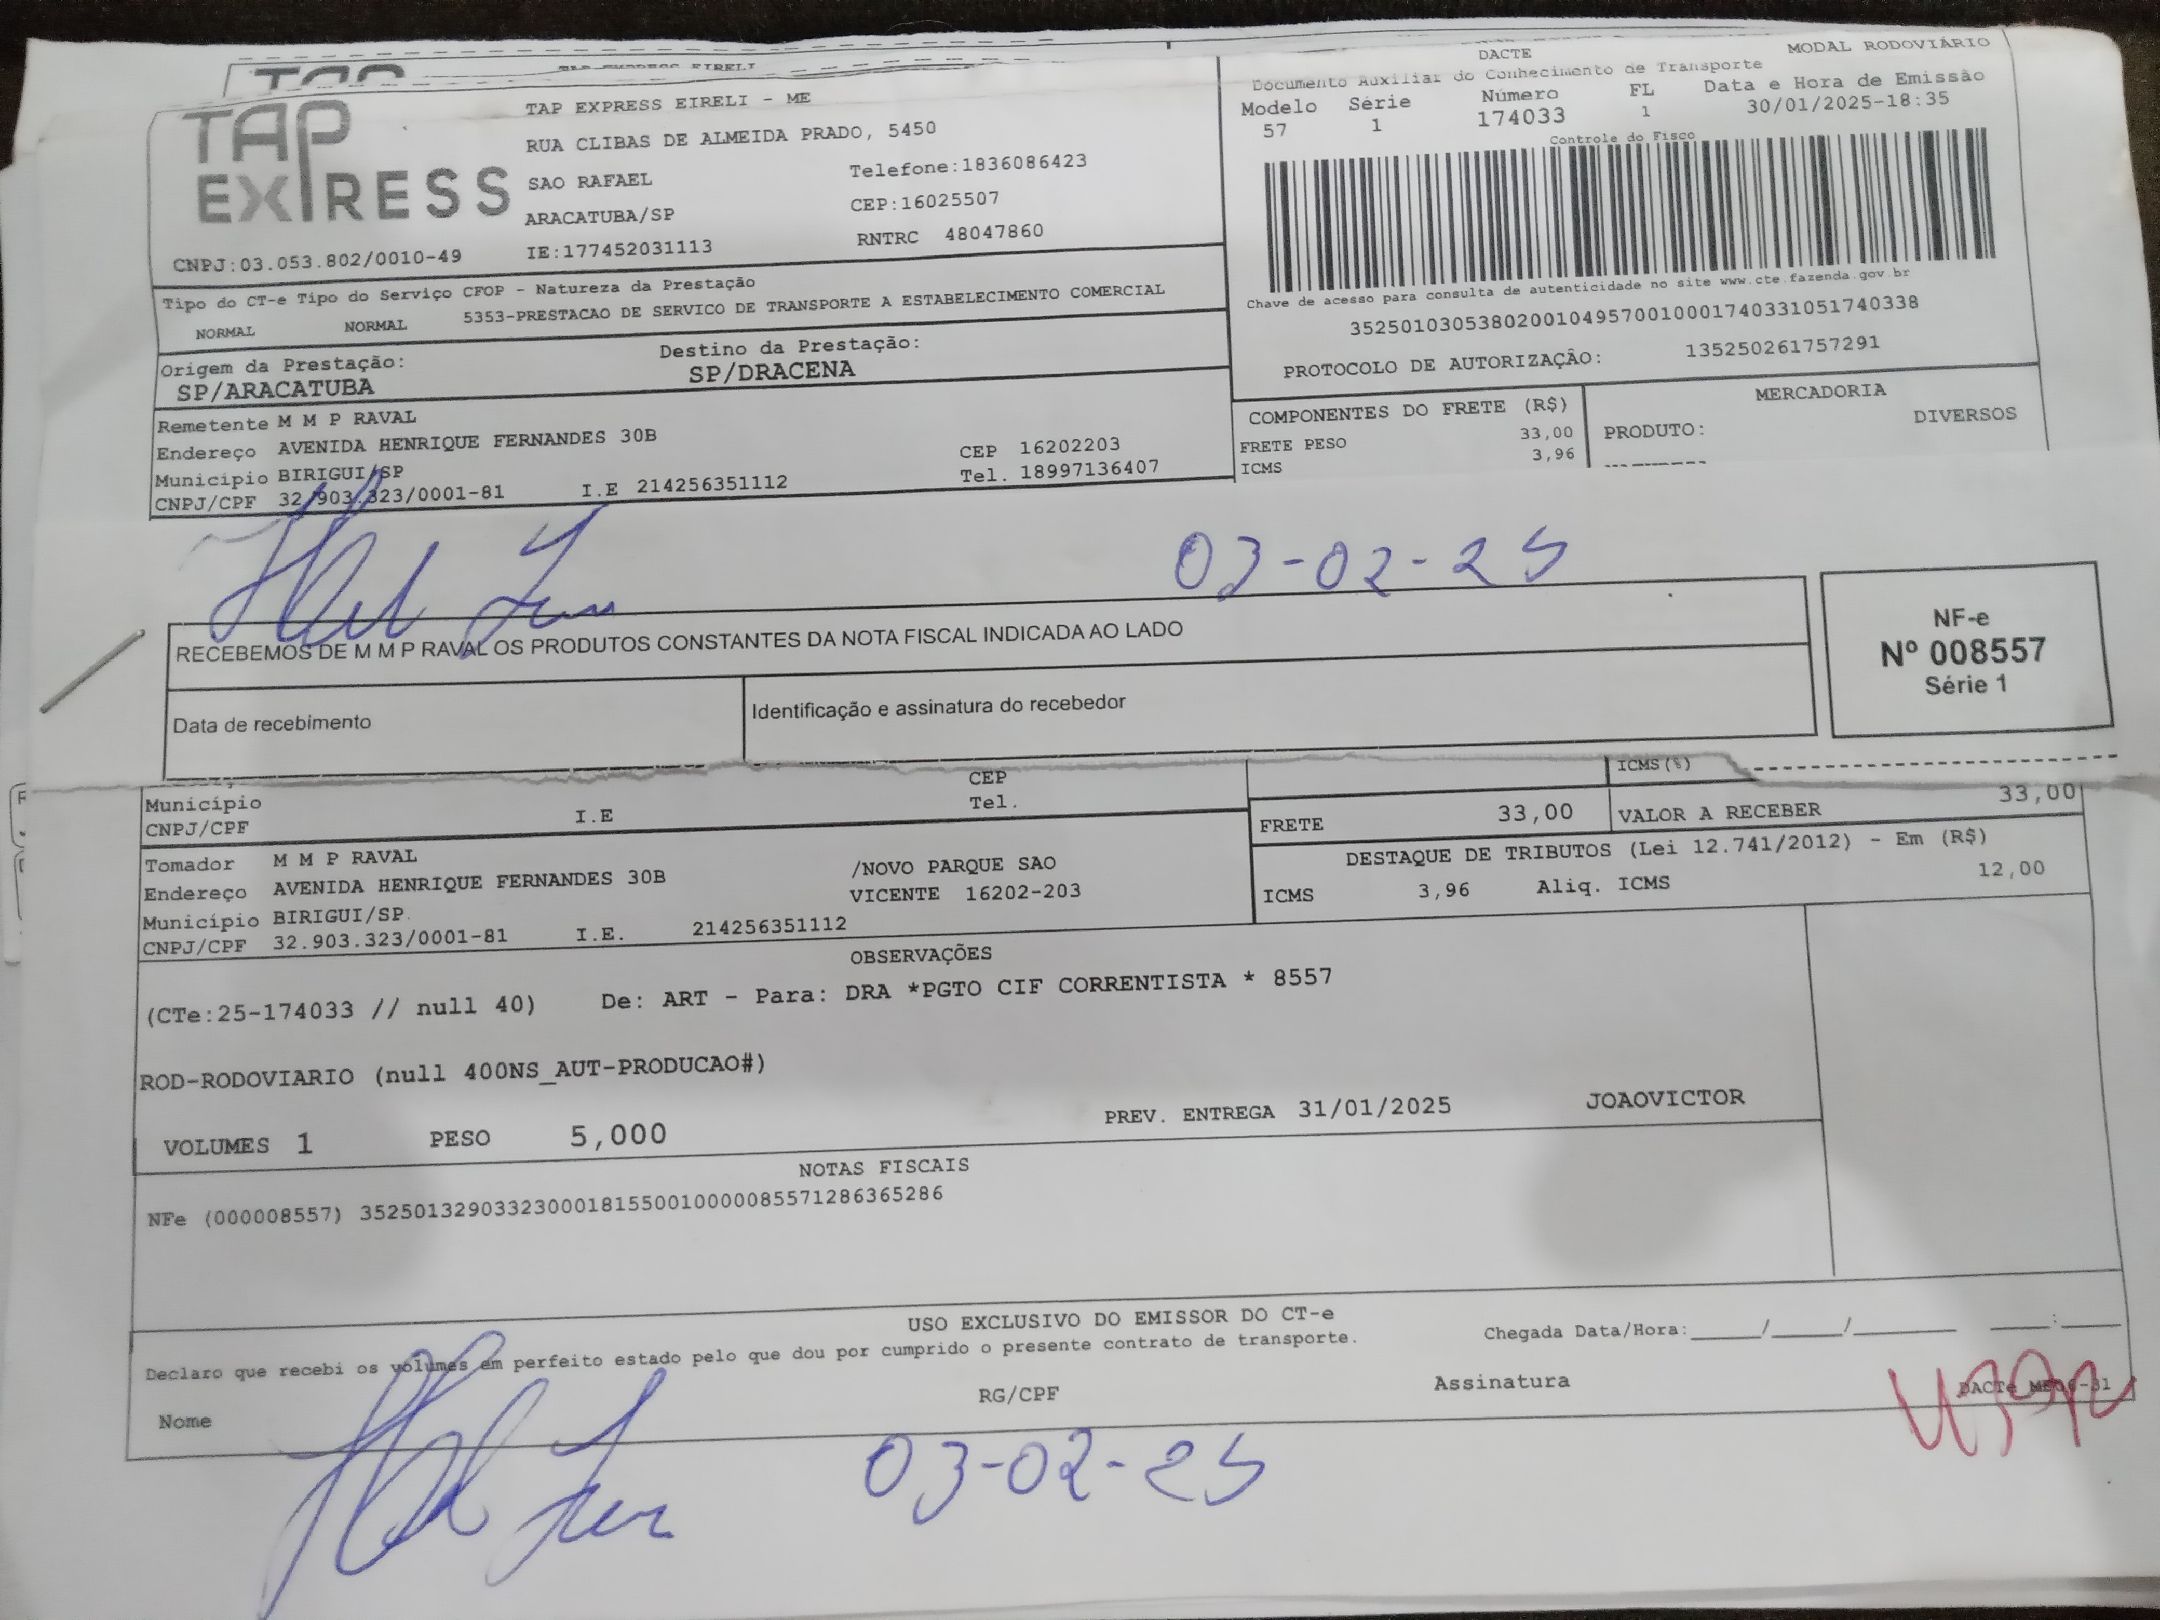 TAP EXPRESS EIRELI
DACTE
MODAL RODOVIÁRIO
Documento Auxiliar do Conhecimento de Transporte
Modelo Série Número FL Data e Hora de Emissão
57 1 174033 1 30/01/2025-18:35
Controle do Fisco
TAP EXPRESS
TAP EXPRESS EIRELI - ME
RUA CLIBAS DE ALMEIDA PRADO, 5450
SAO RAFAEL Telefone:1836086423
ARACATUBA/SP CEP:16025507
CNPJ:03.053.802/0010-49 IE:177452031113 RNTRC 48047860
Chave de acesso para consulta de autenticidade no site www.cte.fazenda.gov.br
35250103053802001049570010001740331051740338
PROTOCOLO DE AUTORIZAÇÃO: 135250261757291
Tipo do CT-e Tipo do Serviço CFOP - Natureza da Prestação
NORMAL NORMAL 5353-PRESTACAO DE SERVICO DE TRANSPORTE A ESTABELECIMENTO COMERCIAL
Origem da Prestação: Destino da Prestação:
SP/ARACATUBA SP/DRACENA
Remetente M M P RAVAL
Endereço AVENIDA HENRIQUE FERNANDES 30B CEP 16202203
Município BIRIGUI/SP Tel. 18997136407
CNPJ/CPF 32.903.323/0001-81 I.E 214256351112
COMPONENTES DO FRETE (R$) MERCADORIA
FRETE PESO 33,00 PRODUTO: DIVERSOS
ICMS 3,96
03-02-25
RECEBEMOS DE M M P RAVAL OS PRODUTOS CONSTANTES DA NOTA FISCAL INDICADA AO LADO
Data de recebimento Identificação e assinatura do recebedor
NF-e
Nº 008557
Série 1
Município CEP ICMS(%)
CNPJ/CPF I.E Tel.
FRETE 33,00 VALOR A RECEBER 33,00
Tomador M M P RAVAL /NOVO PARQUE SAO
Endereço AVENIDA HENRIQUE FERNANDES 30B VICENTE 16202-203
Município BIRIGUI/SP
CNPJ/CPF 32.903.323/0001-81 I.E. 214256351112
DESTAQUE DE TRIBUTOS (Lei 12.741/2012) - Em (R$)
ICMS 3,96 Aliq. ICMS 12,00
OBSERVAÇÕES
(CTe:25-174033 // null 40) De: ART - Para: DRA *PGTO CIF CORRENTISTA * 8557
ROD-RODOVIARIO (null 400NS_AUT-PRODUCAO#)
VOLUMES 1 PESO 5,000 PREV. ENTREGA 31/01/2025 JOAOVICTOR
NOTAS FISCAIS
NFe (000008557) 35250132903323000181550010000085571286365286
USO EXCLUSIVO DO EMISSOR DO CT-e
Declaro que recebi os volumes em perfeito estado pelo que dou por cumprido o presente contrato de transporte. Chegada Data/Hora:____/____/______ ____:____
Nome RG/CPF Assinatura
03-02-25